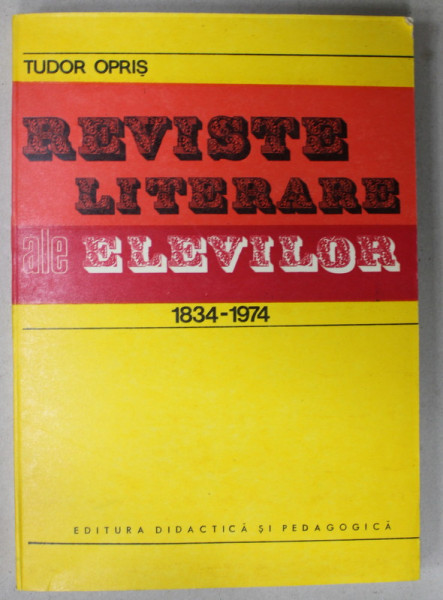 TUDOR OPRIȘ
REVISTE
LITERARE
ale ELEVILOR
1834-1974
EDITURA DIDACTICĂ ȘI PEDAGOGICĂ